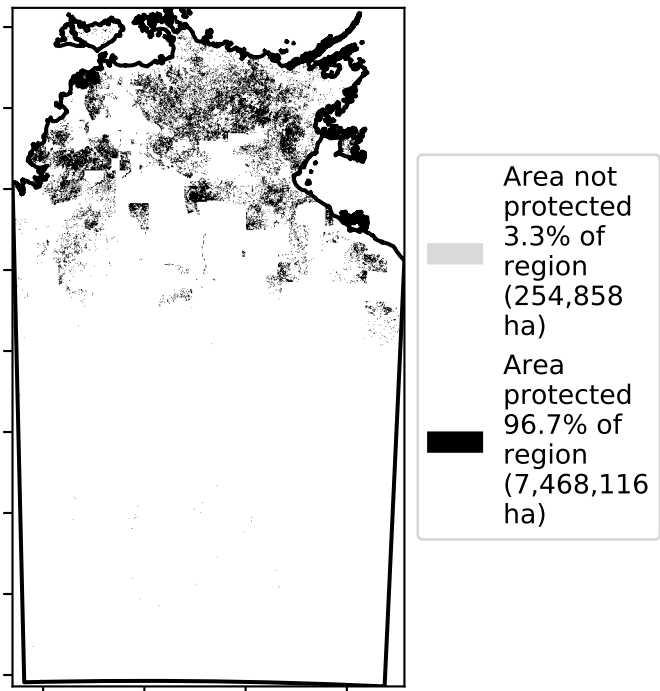 Area not
protected
3.3% of
region
(254,858
ha)
Area
protected
96.7% of
region
(7,468,116
ha)